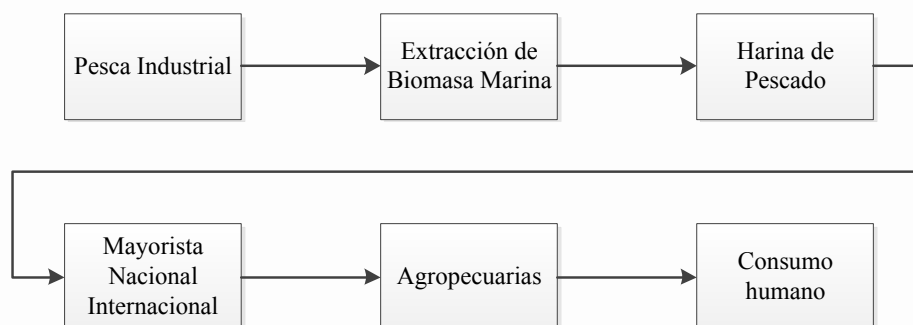 Pesca Industrial
Extracción de
Biomasa Marina
Harina de
Pescado
Mayorista
Nacional
Internacional
Agropecuarias
Consumo
humano